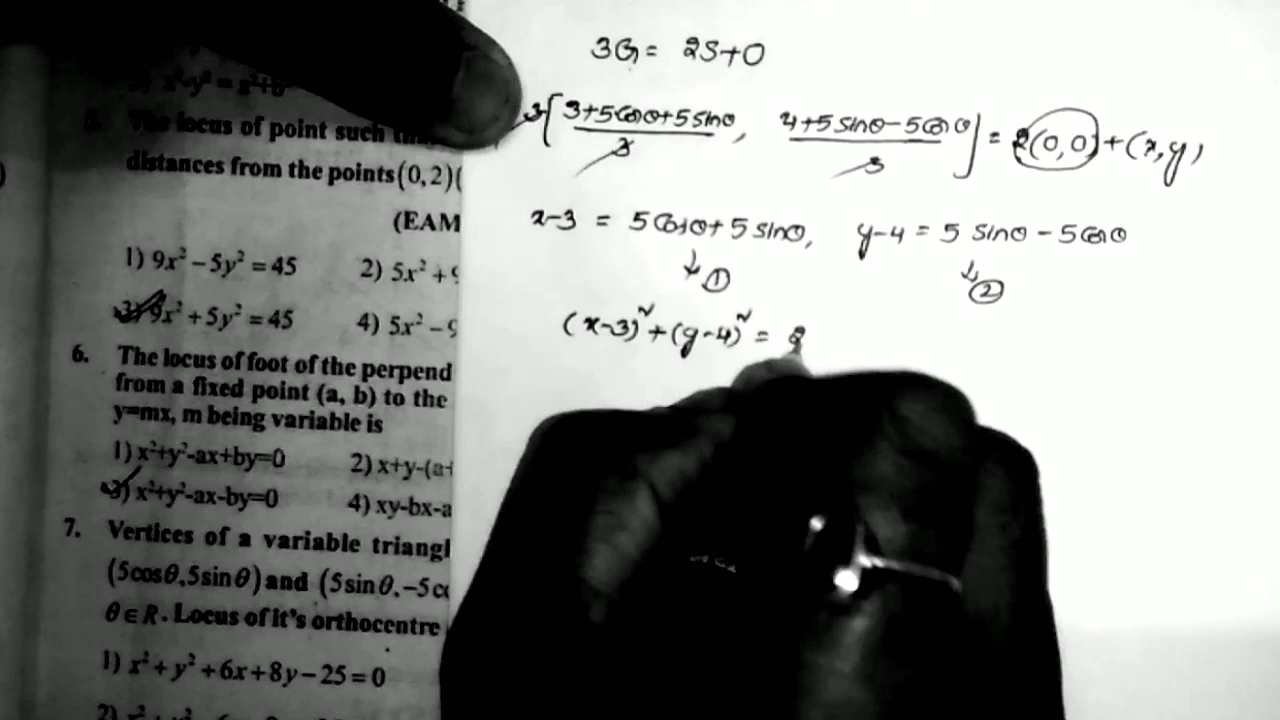 5. The locus of point such
distances from the points (0, 2) (
(EAM
1) 9x² − 5y² = 45 2) 5x² +
3) 9x² + 5y² = 45 4) 5x² −
6. The locus of foot of the perpend
from a fixed point (a, b) to the
y=mx, m being variable is
1) x²+y²-ax+by=0 2) x+y-(a+
3) x²+y²-ax-by=0 4) xy-bx-a
7. Vertices of a variable triangl
(5cosθ, 5sinθ) and (5sinθ, −5c
θ ∈ R. Locus of it's orthocentre
1) x² + y² + 6x + 8y − 25 = 0
2)
3G = 2S+O
3[ 3+5cosθ+5sinθ / 3 , 4+5sinθ−5cosθ / 3 ] = 2(0,0) + (x,y)
x−3 = 5cosθ+5sinθ, y−4 = 5 sinθ − 5cosθ
↓ ① ↓ ②
(x−3)² + (y−4)² =